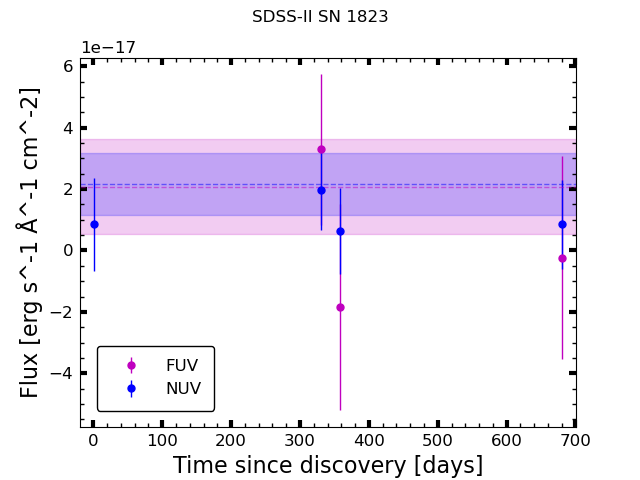 SDSS-II SN 1823
1e−17
6
4
2
0
−2
−4
Flux [erg s^-1 Å^-1 cm^-2]
FUV
NUV
0 100 200 300 400 500 600 700
Time since discovery [days]